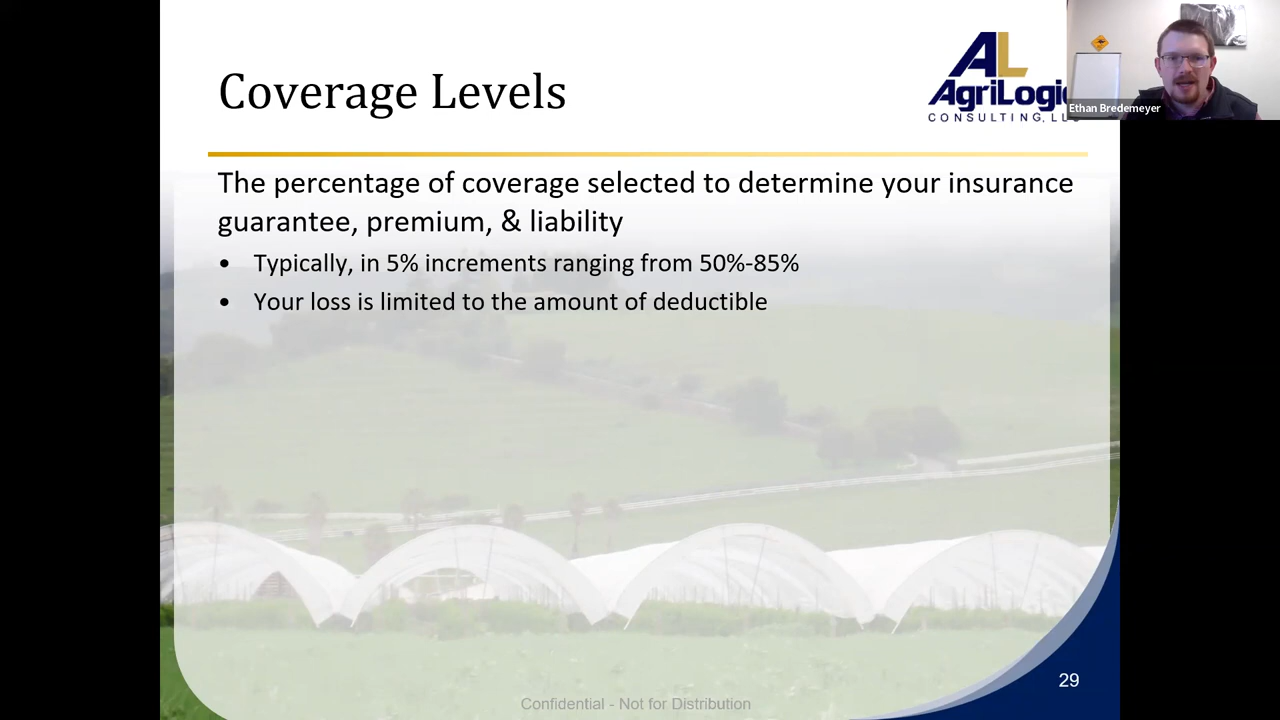 Coverage Levels
AL
AgriLogic
CONSULTING, LLC
Ethan Bredemeyer
The percentage of coverage selected to determine your insurance
guarantee, premium, & liability
• Typically, in 5% increments ranging from 50%-85%
• Your loss is limited to the amount of deductible
29
Confidential - Not for Distribution